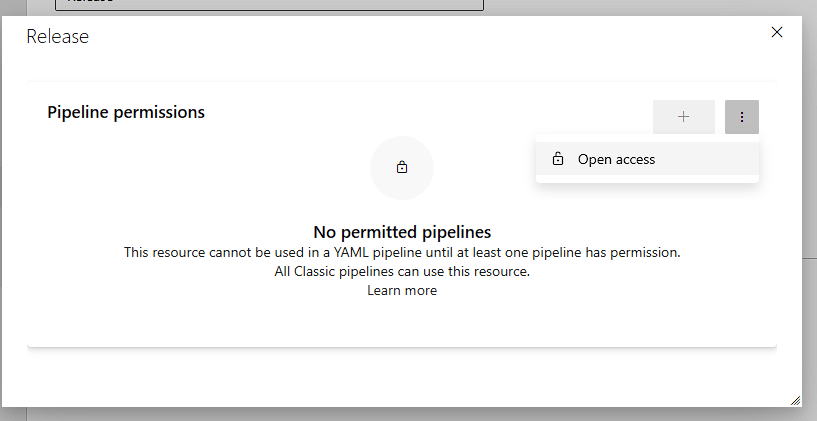 Release
Pipeline permissions
Open access
No permitted pipelines
This resource cannot be used in a YAML pipeline until at least one pipeline has permission.
All Classic pipelines can use this resource.
Learn more